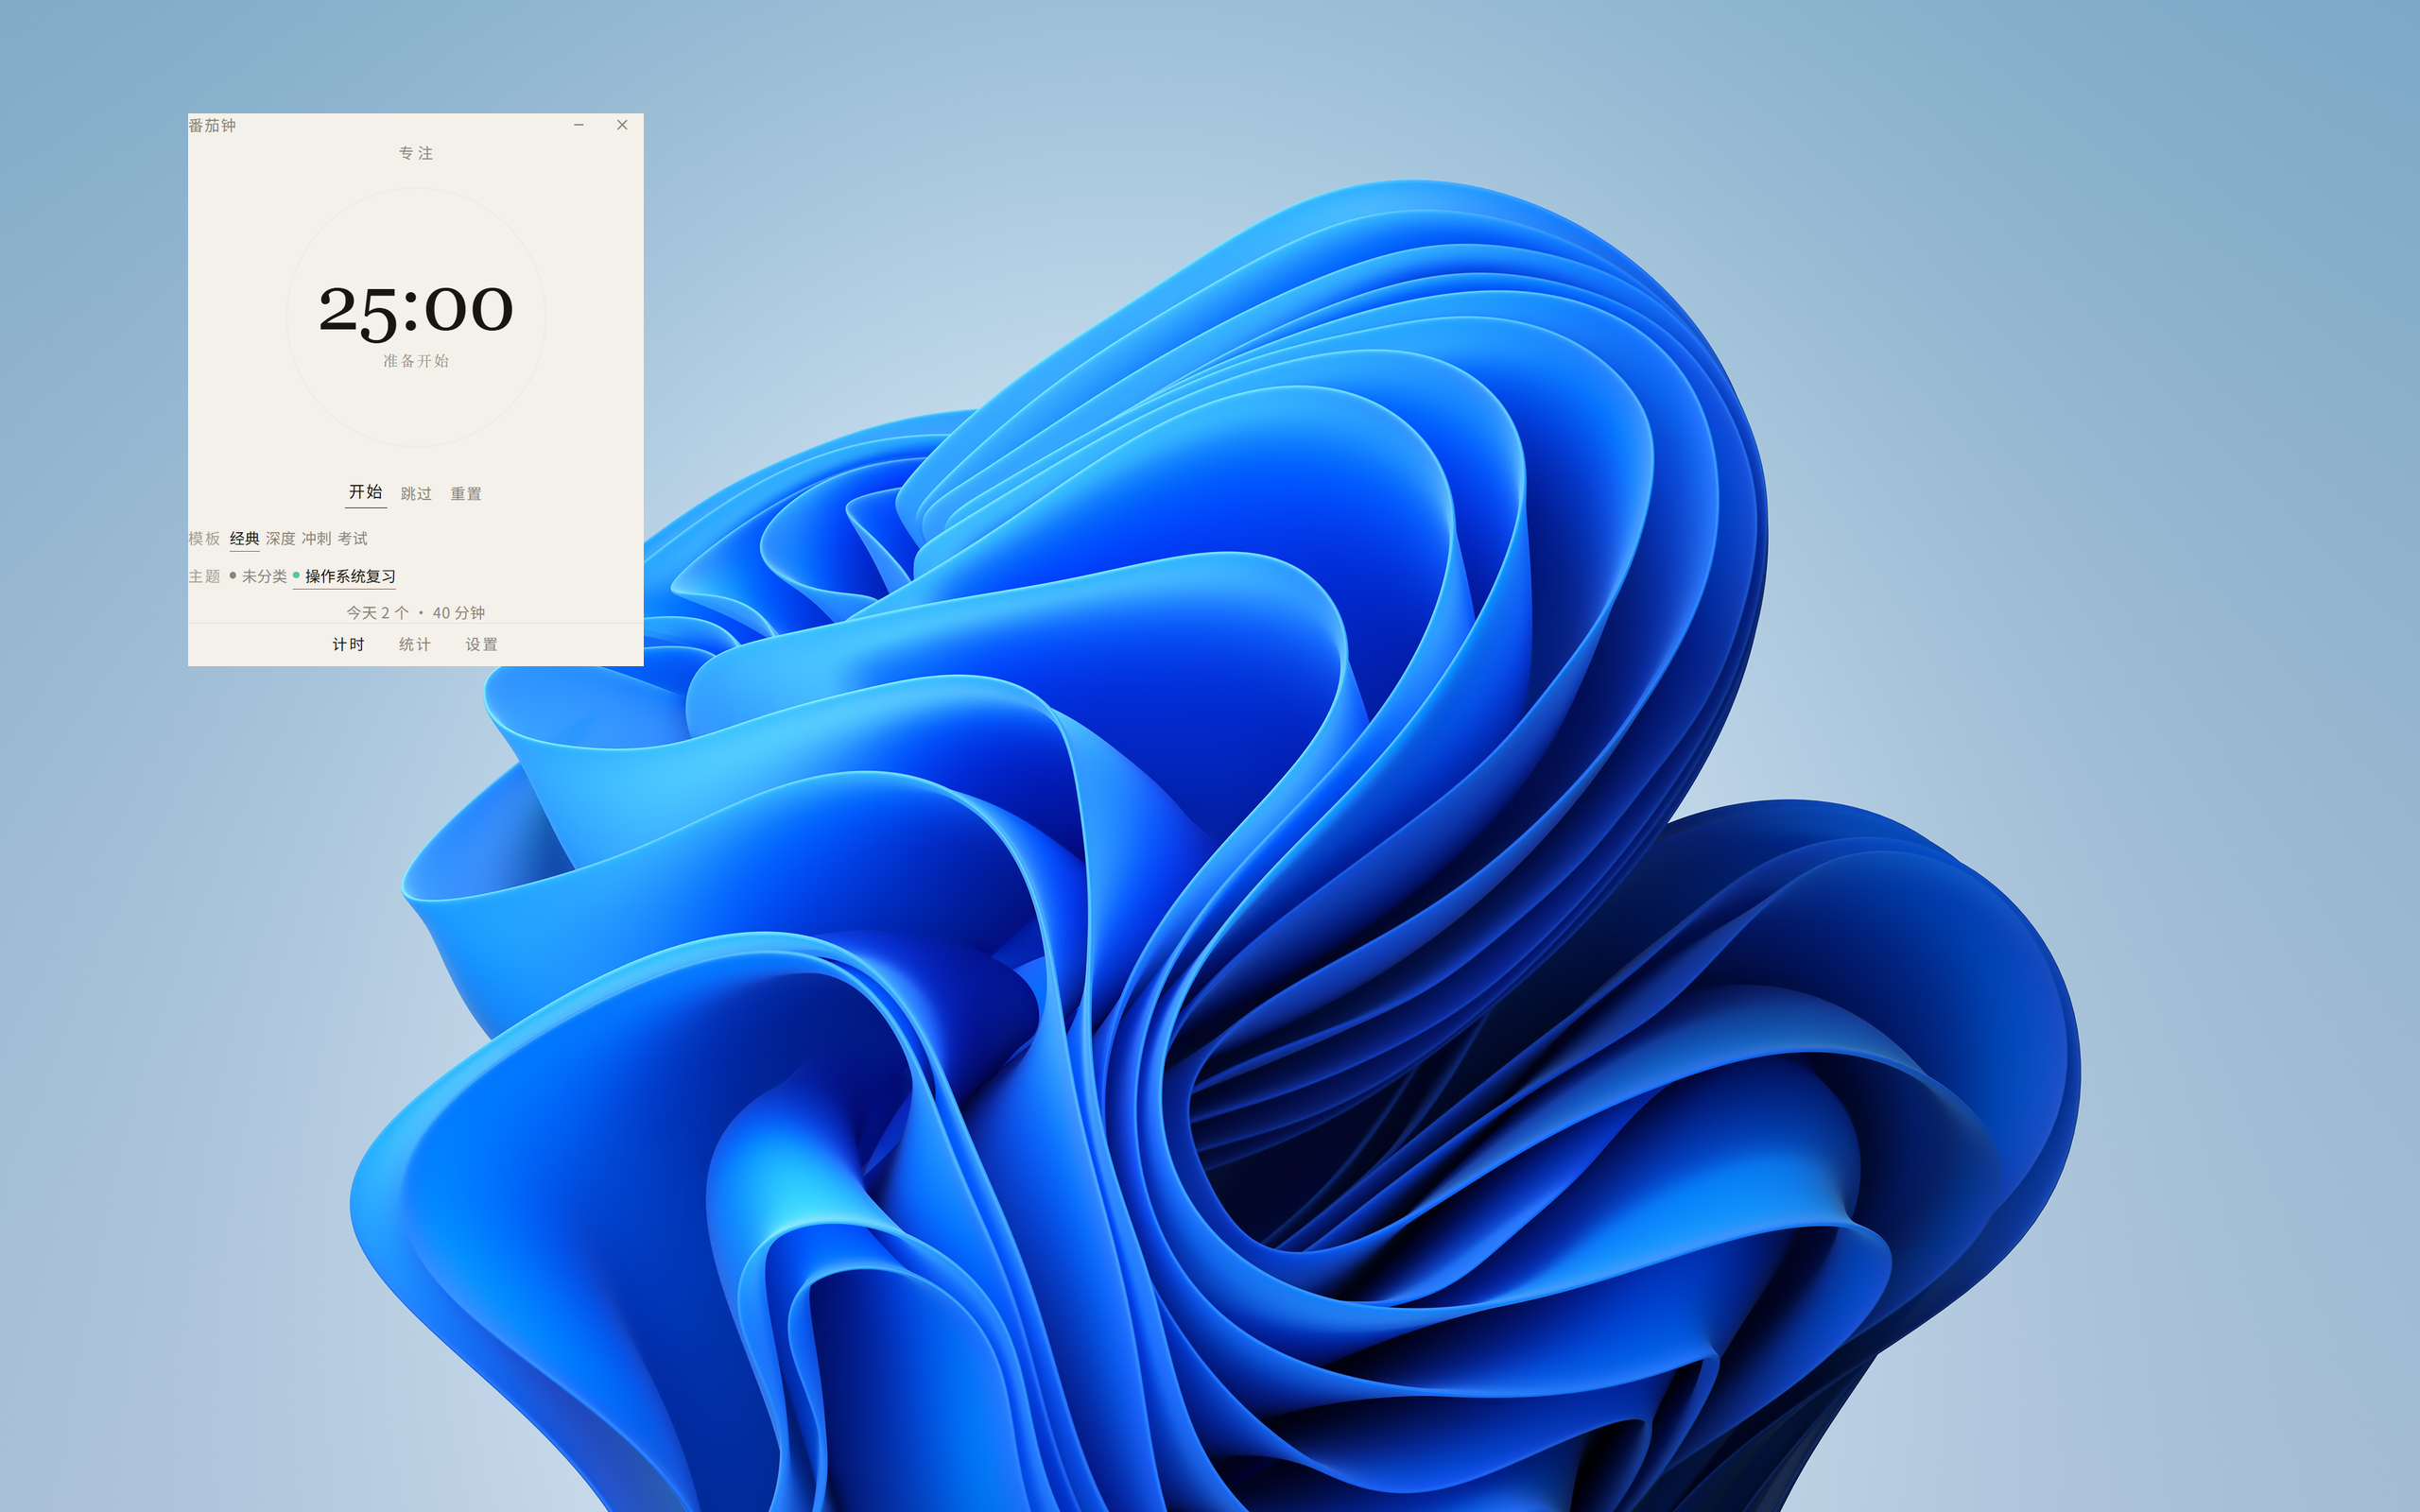 番茄钟
专注
25:00
准备开始
开始 跳过 重置
模板 经典 深度 冲刺 考试
主题 未分类 操作系统复习
今天 2 个 · 40 分钟
计时 统计 设置